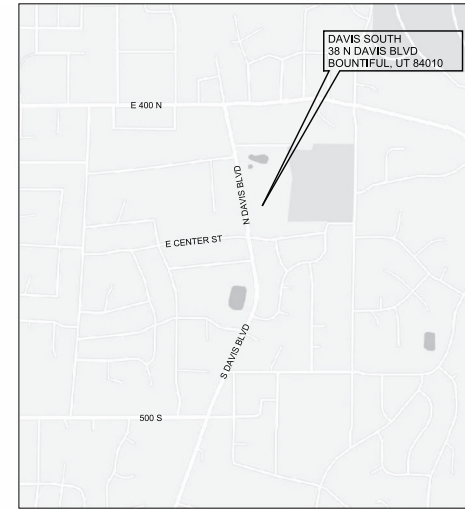 DAVIS SOUTH
38 N DAVIS BLVD
BOUNTIFUL, UT 84010
E 400 N
N DAVIS BLVD
E CENTER ST
S DAVIS BLVD
500 S